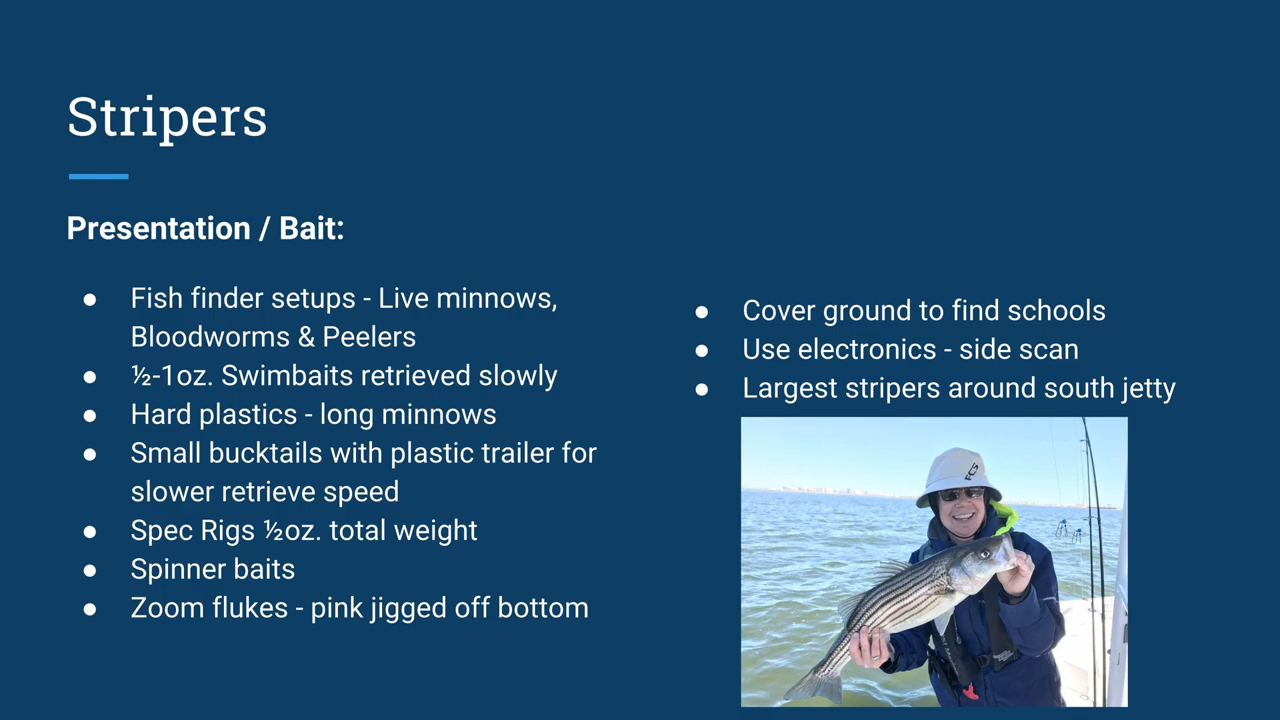 Stripers
Presentation / Bait:
● Fish finder setups - Live minnows,
Bloodworms & Peelers
● ½-1oz. Swimbaits retrieved slowly
● Hard plastics - long minnows
● Small bucktails with plastic trailer for
slower retrieve speed
● Spec Rigs ½oz. total weight
● Spinner baits
● Zoom flukes - pink jigged off bottom
● Cover ground to find schools
● Use electronics - side scan
● Largest stripers around south jetty
FCS